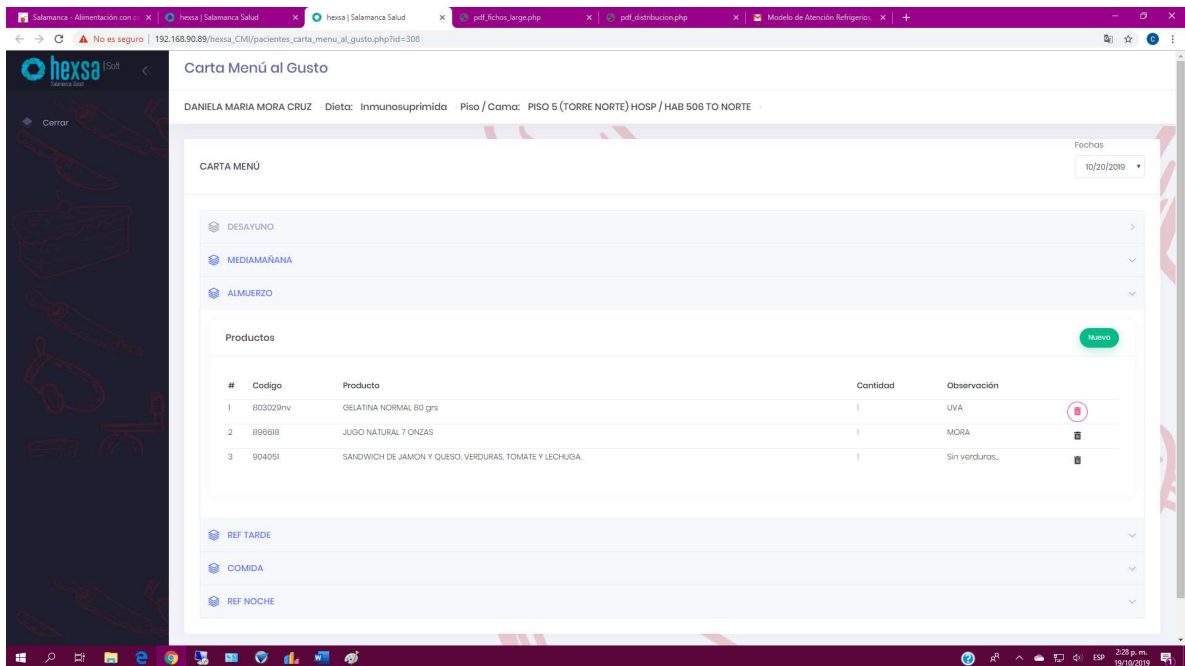 Salamanca - Alimentación con ca
hexsa | Salamanca Salud
hexsa | Salamanca Salud
pdf_fichos_large.php
pdf_distribucion.php
Modelo de Atención Refrigerios,
No es seguro | 192.168.90.89/hexsa_CMI/pacientes_carta_menu_al_gusto.php?id=308
hexsa Soft
Salamanca Salud
Cerrar
Carta Menú al Gusto
DANIELA MARIA MORA CRUZ - Dieta: Inmunosuprimida - Piso / Cama: PISO 5 (TORRE NORTE) HOSP / HAB 506 TO NORTE -
Fechas
CARTA MENÚ
10/20/2019
DESAYUNO
MEDIAMAÑANA
ALMUERZO
Productos
Nuevo
# Codigo Producto Cantidad Observación
1 803029nv GELATINA NORMAL 80 grs 1 UVA
2 896618 JUGO NATURAL 7 ONZAS 1 MORA
3 904051 SANDWICH DE JAMON Y QUESO, VERDURAS, TOMATE Y LECHUGA, 1 Sin verduras...
REF TARDE
COMIDA
REF NOCHE
ESP
2:28 p. m.
19/10/2019